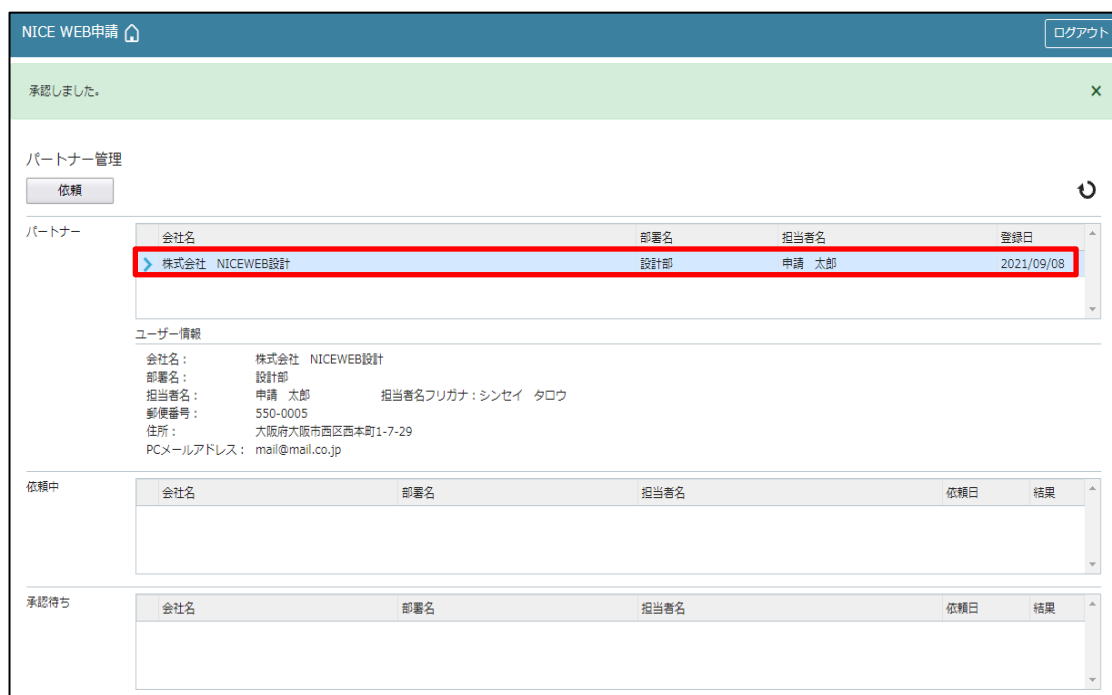 NICE WEB申請 ログアウト
承認しました。 ×
パートナー管理
依頼
パートナー
会社名 部署名 担当者名 登録日
株式会社　NICEWEB設計 設計部 申請　太郎 2021/09/08
ユーザー情報
会社名： 株式会社　NICEWEB設計
部署名： 設計部
担当者名： 申請　太郎 担当者名フリガナ：シンセイ　タロウ
郵便番号： 550-0005
住所： 大阪府大阪市西区西本町1-7-29
PCメールアドレス： mail@mail.co.jp
依頼中
会社名 部署名 担当者名 依頼日 結果
承認待ち
会社名 部署名 担当者名 依頼日 結果